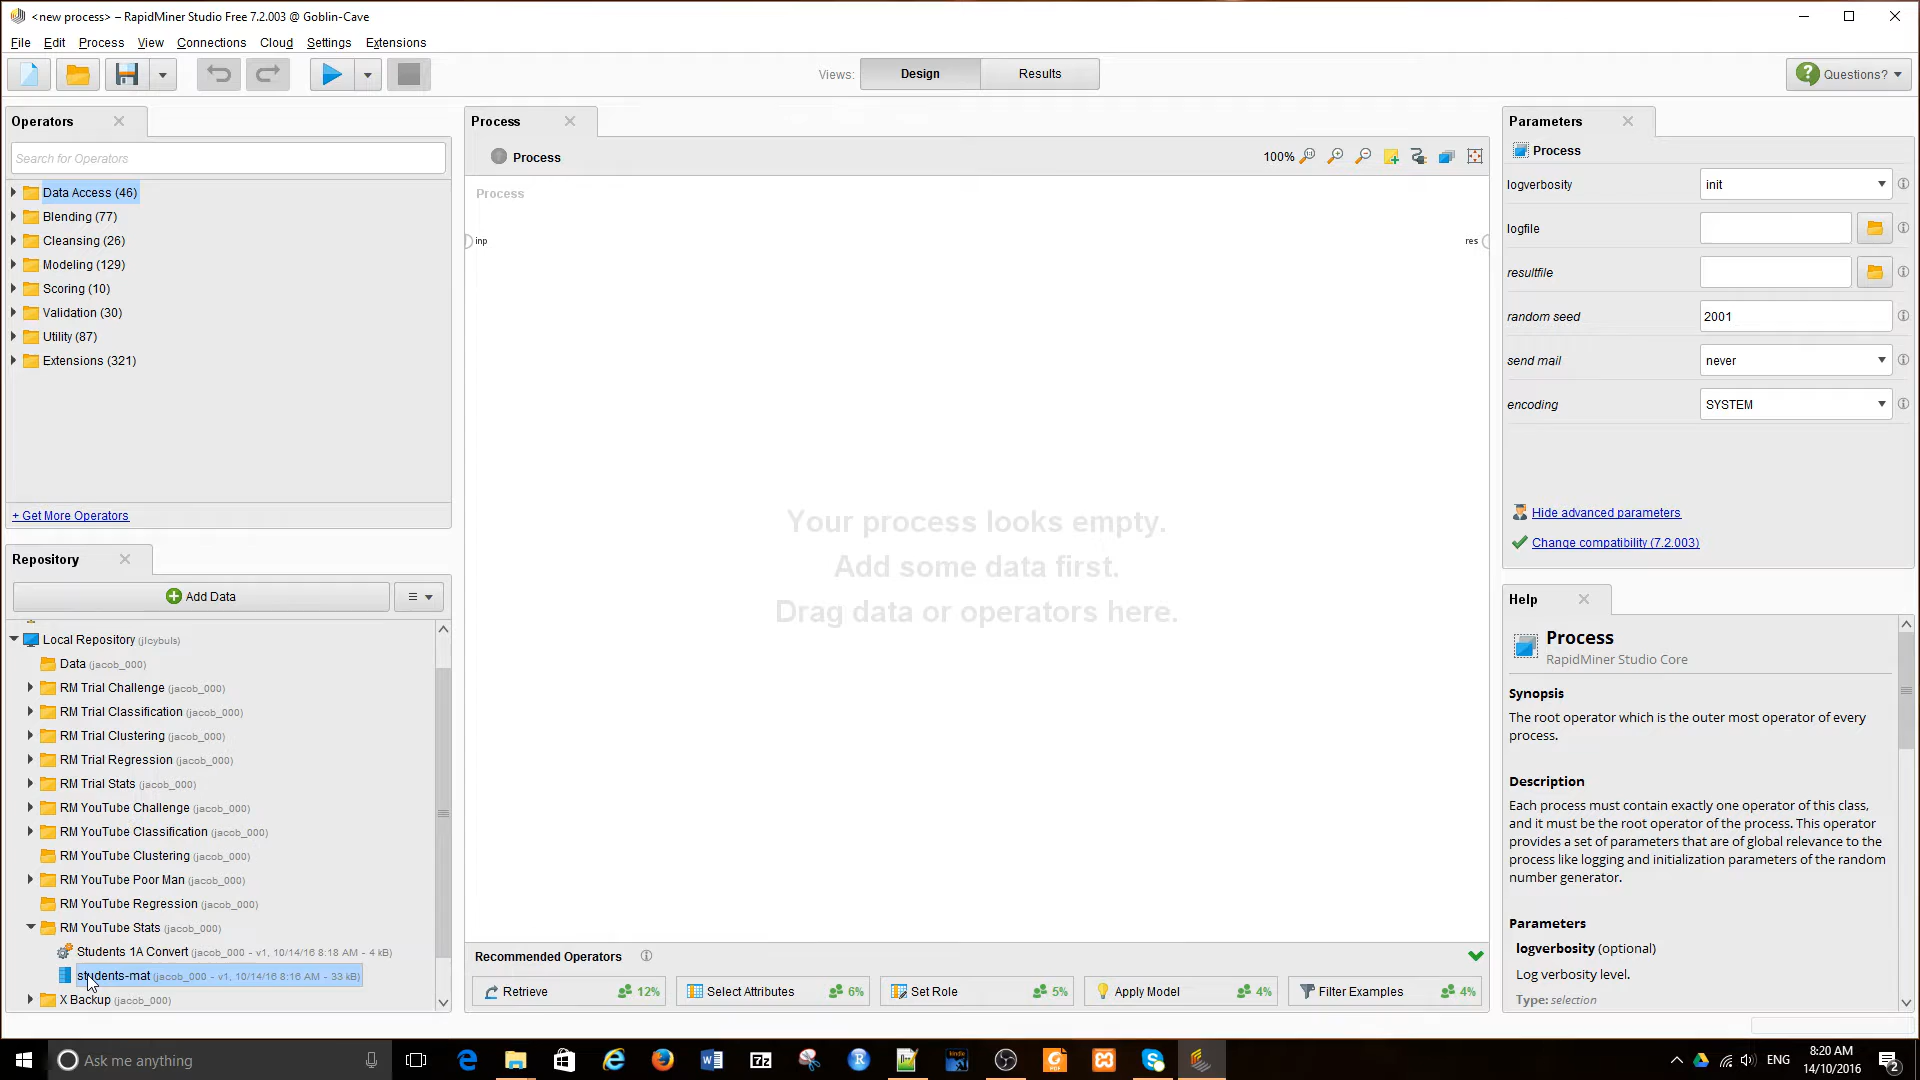 <new process> – RapidMiner Studio Free 7.2.003 @ Goblin-Cave
File Edit Process View Connections Cloud Settings Extensions
Views: Design Results
Questions?
Operators
Search for Operators
Data Access (46)
Blending (77)
Cleansing (26)
Modeling (129)
Scoring (10)
Validation (30)
Utility (87)
Extensions (321)
+ Get More Operators
Repository
Add Data
Local Repository (jlcybuls)
Data (jacob_000)
RM Trial Challenge (jacob_000)
RM Trial Classification (jacob_000)
RM Trial Clustering (jacob_000)
RM Trial Regression (jacob_000)
RM Trial Stats (jacob_000)
RM YouTube Challenge (jacob_000)
RM YouTube Classification (jacob_000)
RM YouTube Clustering (jacob_000)
RM YouTube Poor Man (jacob_000)
RM YouTube Regression (jacob_000)
RM YouTube Stats (jacob_000)
Students 1A Convert (jacob_000 - v1, 10/14/16 8:18 AM - 4 kB)
students-mat (jacob_000 - v1, 10/14/16 8:16 AM - 33 kB)
X Backup (jacob_000)
Process
Process
100%
Process
inp
res
Your process looks empty.
Add some data first.
Drag data or operators here.
Recommended Operators
Retrieve 12%
Select Attributes 6%
Set Role 5%
Apply Model 4%
Filter Examples 4%
Parameters
Process
logverbosity init
logfile
resultfile
random seed 2001
send mail never
encoding SYSTEM
Hide advanced parameters
Change compatibility (7.2.003)
Help
Process
RapidMiner Studio Core
Synopsis
The root operator which is the outer most operator of every
process.
Description
Each process must contain exactly one operator of this class,
and it must be the root operator of the process. This operator
provides a set of parameters that are of global relevance to the
process like logging and initialization parameters of the random
number generator.
Parameters
logverbosity (optional)
Log verbosity level.
Type: selection
Ask me anything
ENG
8:20 AM
14/10/2016
2